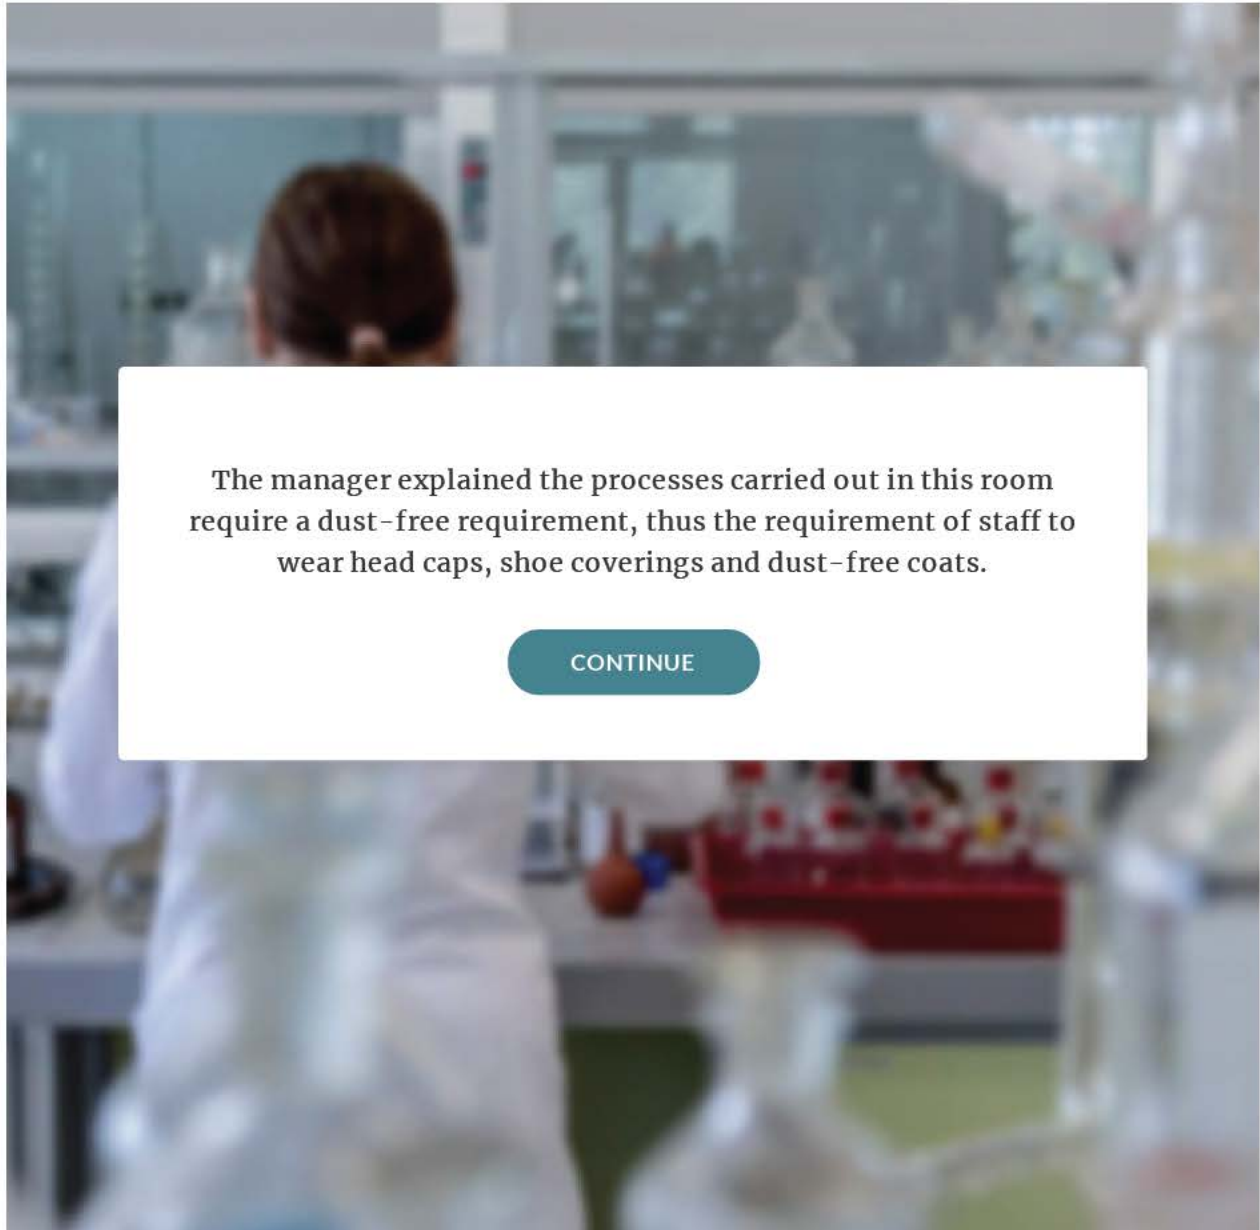 The manager explained the processes carried out in this room
require a dust-free requirement, thus the requirement of staff to
wear head caps, shoe coverings and dust-free coats.
CONTINUE